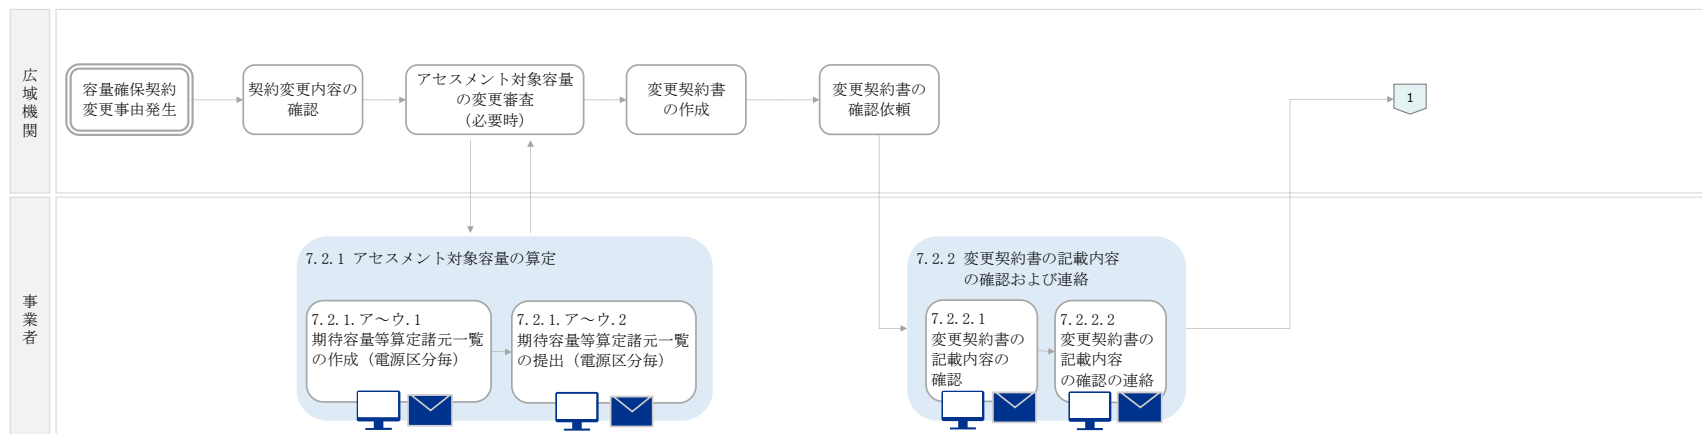 広域機関
容量確保契約
変更事由発生
契約変更内容の
確認
アセスメント対象容量
の変更審査
（必要時）
変更契約書
の作成
変更契約書の
確認依頼
1
事業者
7.2.1 アセスメント対象容量の算定
7.2.1.ア～ウ.1
期待容量等算定諸元一覧
の作成（電源区分毎）
7.2.1.ア～ウ.2
期待容量等算定諸元一覧
の提出（電源区分毎）
7.2.2 変更契約書の記載内容
の確認および連絡
7.2.2.1
変更契約書の
記載内容の
確認
7.2.2.2
変更契約書の
記載内容
の確認の連絡